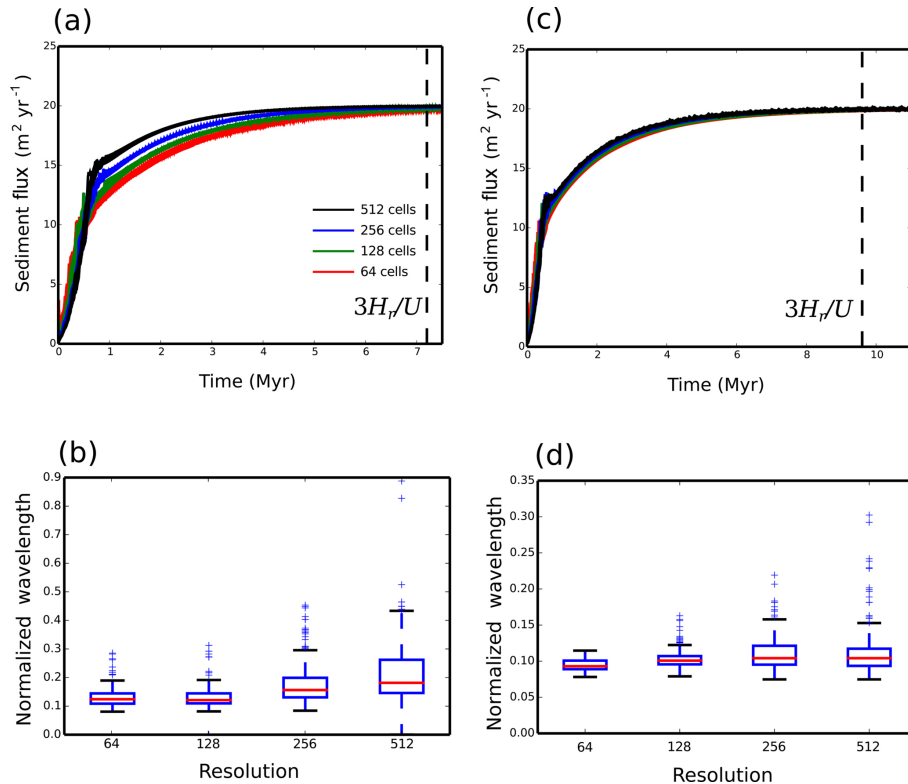 (a)
25
20
15
10
5
0
Sediment flux (m² yr⁻¹)
512 cells
256 cells
128 cells
64 cells
3Hᵣ/U
0 1 2 3 4 5 6 7
Time (Myr)
(c)
25
20
15
10
5
0
Sediment flux (m² yr⁻¹)
3Hᵣ/U
0 2 4 6 8 10
Time (Myr)
(b)
0.9
0.8
0.7
0.6
0.5
0.4
0.3
0.2
0.1
0.0
Normalized wavelength
64 128 256 512
Resolution
(d)
0.35
0.30
0.25
0.20
0.15
0.10
0.05
0.00
Normalized wavelength
64 128 256 512
Resolution